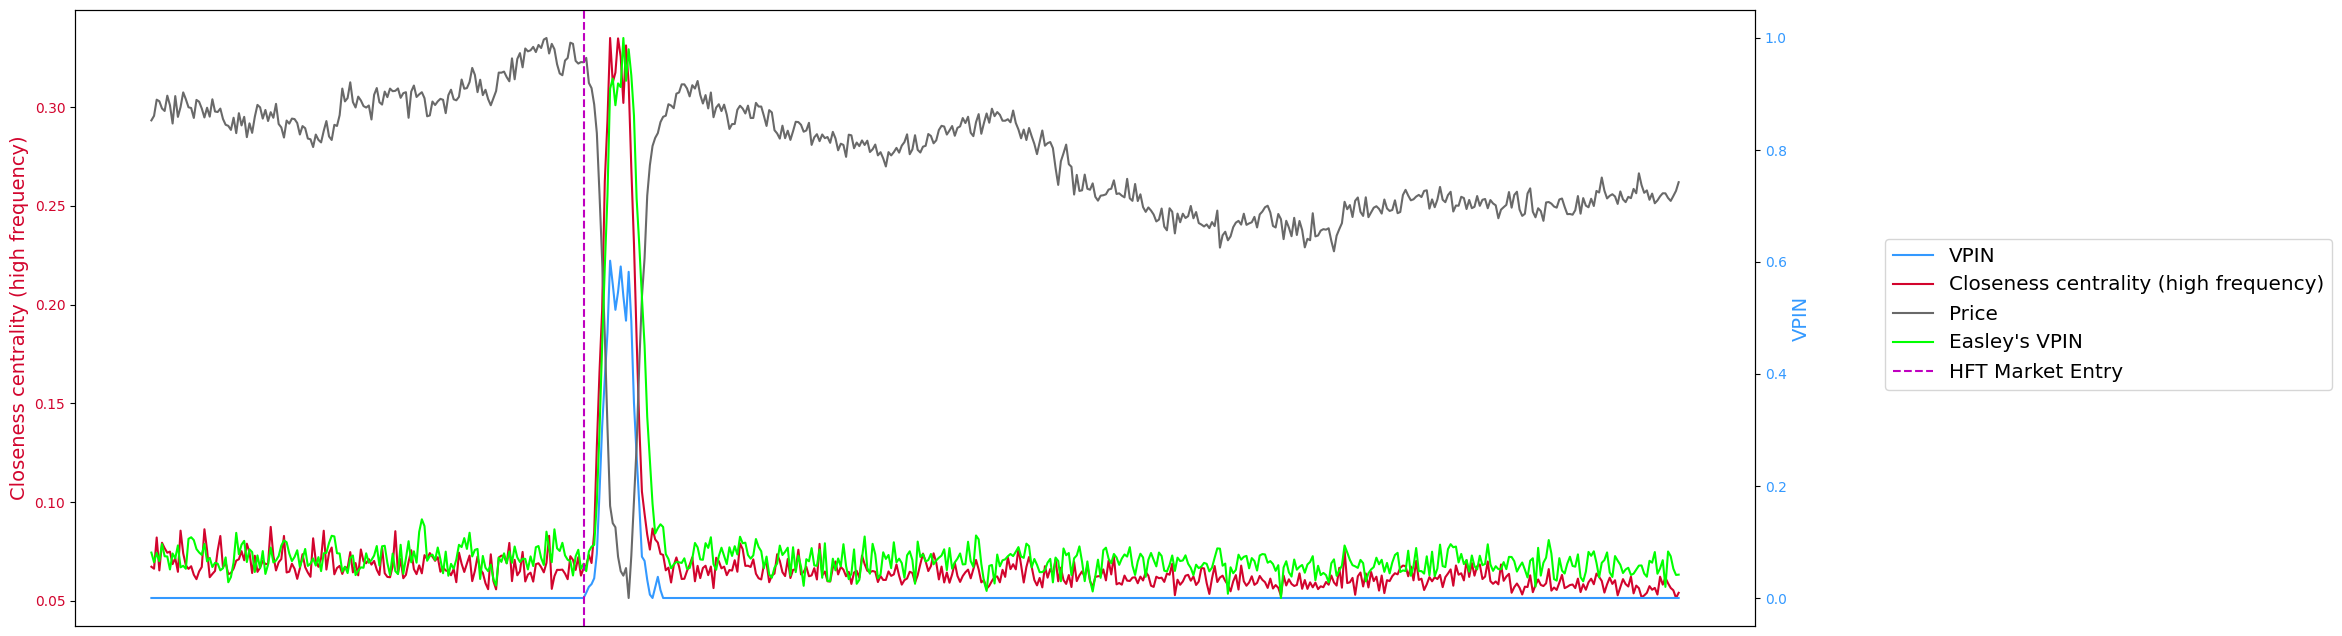 Closeness centrality (high frequency)
0.30
0.25
0.20
0.15
0.10
0.05
1.0
0.8
0.6
0.4
0.2
0.0
VPIN
VPIN
Closeness centrality (high frequency)
Price
Easley's VPIN
HFT Market Entry